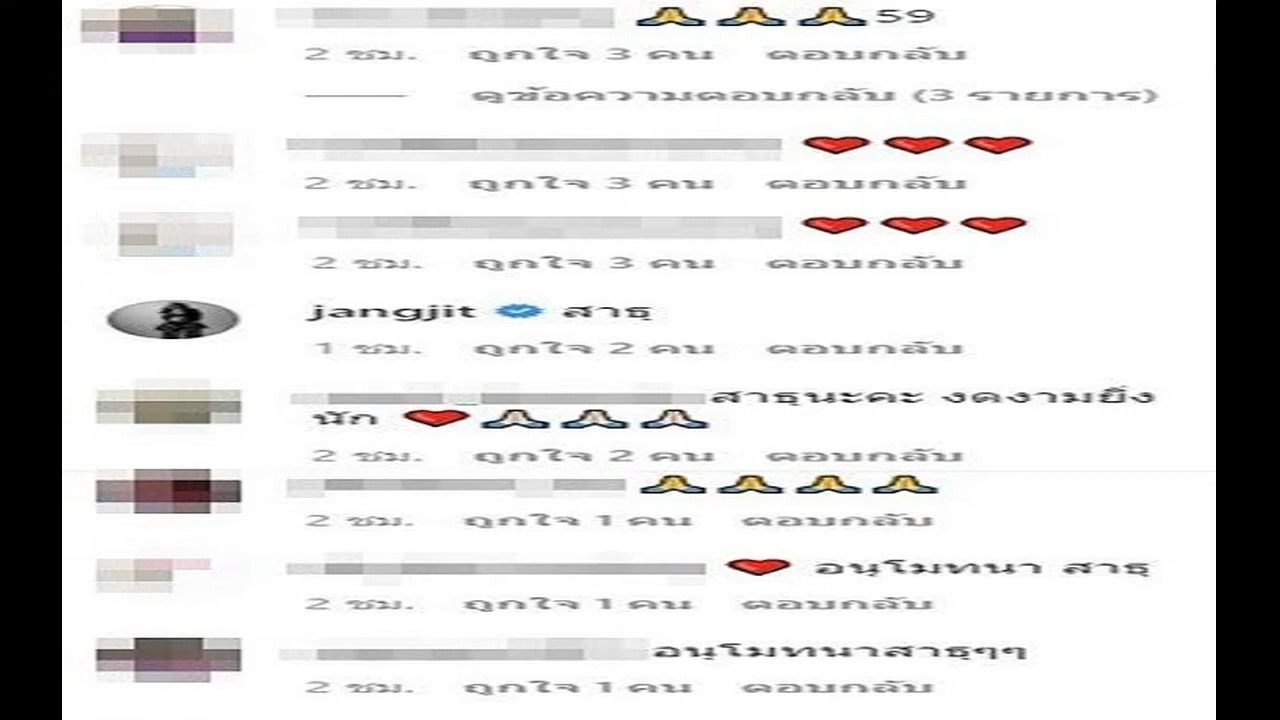 🙏🙏🙏59
2 ชม. ถูกใจ 3 คน ตอบกลับ
ดูข้อความตอบกลับ (3 รายการ)
❤️❤️❤️
2 ชม. ถูกใจ 3 คน ตอบกลับ
❤️❤️❤️
2 ชม. ถูกใจ 3 คน ตอบกลับ
jangjit สาธุ
1 ชม. ถูกใจ 2 คน ตอบกลับ
สาธุนะคะ งดงามยิ่ง
นัก ❤️🙏🙏🙏
2 ชม. ถูกใจ 2 คน ตอบกลับ
🙏🙏🙏🙏
2 ชม. ถูกใจ 1 คน ตอบกลับ
❤️ อนุโมทนา สาธุ
2 ชม. ถูกใจ 1 คน ตอบกลับ
อนุโมทนาสาธุๆๆ
2 ชม. ถูกใจ 1 คน ตอบกลับ